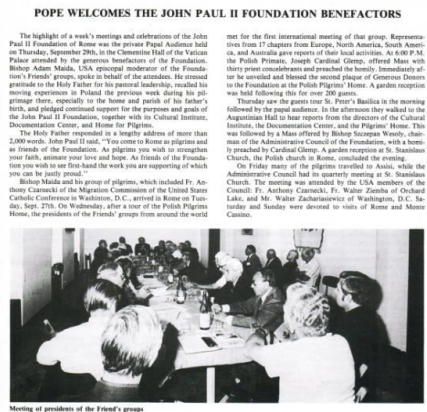 POPE WELCOMES THE JOHN PAUL II FOUNDATION BENEFACTORS
The highlight of a week's meetings and celebrations of the John
Paul II Foundation of Rome was the private Papal Audience held
on Thursday, September 29th, in the Clementine Hall of the Vatican
Palace attended by the generous benefactors of the Foundation.
Bishop Adam Maida, USA episcopal moderator of the Foundation's
Friends' Groups, spoke in behalf of the attendees. He stressed
gratitude to the Holy Father for his pastoral leadership, recalled his
moving experiences in Poland the previous week during his pil-
grimage there, especially to the home and parish of his father's
birth, and pledged continued support for the purposes and goals of
the John Paul II Foundation, together with its Cultural Institute,
Documentation Center, and Home for Pilgrims.
The Holy Father responded in a lengthy address of more than
2,000 words. John Paul II said, "You come to Rome as pilgrims and
as friends of the Foundation. As pilgrims you wish to strengthen
your faith, animate your love and hope. As friends of the Founda-
tion you wish to see first-hand the work you are supporting of which
you can be justly proud."
Bishop Maida and his group of pilgrims, which included Fr. An-
thony Czarnecki of the Migration Commission of the United States
Catholic Conference in Washinton, D.C., arrived in Rome on Tues-
day, Sept. 27th. On Wednesday, after a tour of the Polish Pilgrims
Home, the presidents of the Friends' groups from around the world
met for the first international meeting of that group. Representa-
tives from 17 chapters from Europe, North America, South Ameri-
ca, and Australia gave reports of their local activities. At 6:00 P.M.
the Polish Primate, Joseph Cardinal Glemp, offered Mass with
thirty priest concelebrants and preached the homily. Immediately af-
ter he unveiled and blessed the second plaque of Generous Donors
to the Foundation at the Polish Pilgrims' Home. A garden reception
was held following this for over 200 guests.
Thursday saw the guests tour St. Peter's Basilica in the morning
followed by the papal audience. In the afternoon they walked to the
Augustinian Hall to hear reports from the directors of the Cultural
Institute, the Documentation Center, and the Pilgrims' Home. This
was followed by a Mass offered by Bishop Szczepan Wesoly, chair-
man of the Administrative Council of the Foundation, with a homi-
ly preached by Cardinal Glemp. A garden reception at St. Stanislaus
Church, the Polish church in Rome, concluded the evening.
On Friday many of the pilgrims travelled to Assisi, while the
Administrative Council had its quarterly meeting at St. Stanislaus
Church. The meeting was attended by the USA members of the
Council: Fr. Anthony Czarnecki, Fr. Walter Ziemba of Orchard
Lake, and Mr. Walter Zachariasiewicz of Washington, D.C. Sa-
turday and Sunday were devoted to visits of Rome and Monte
Cassino.
Meeting of presidents of the Friend's groups